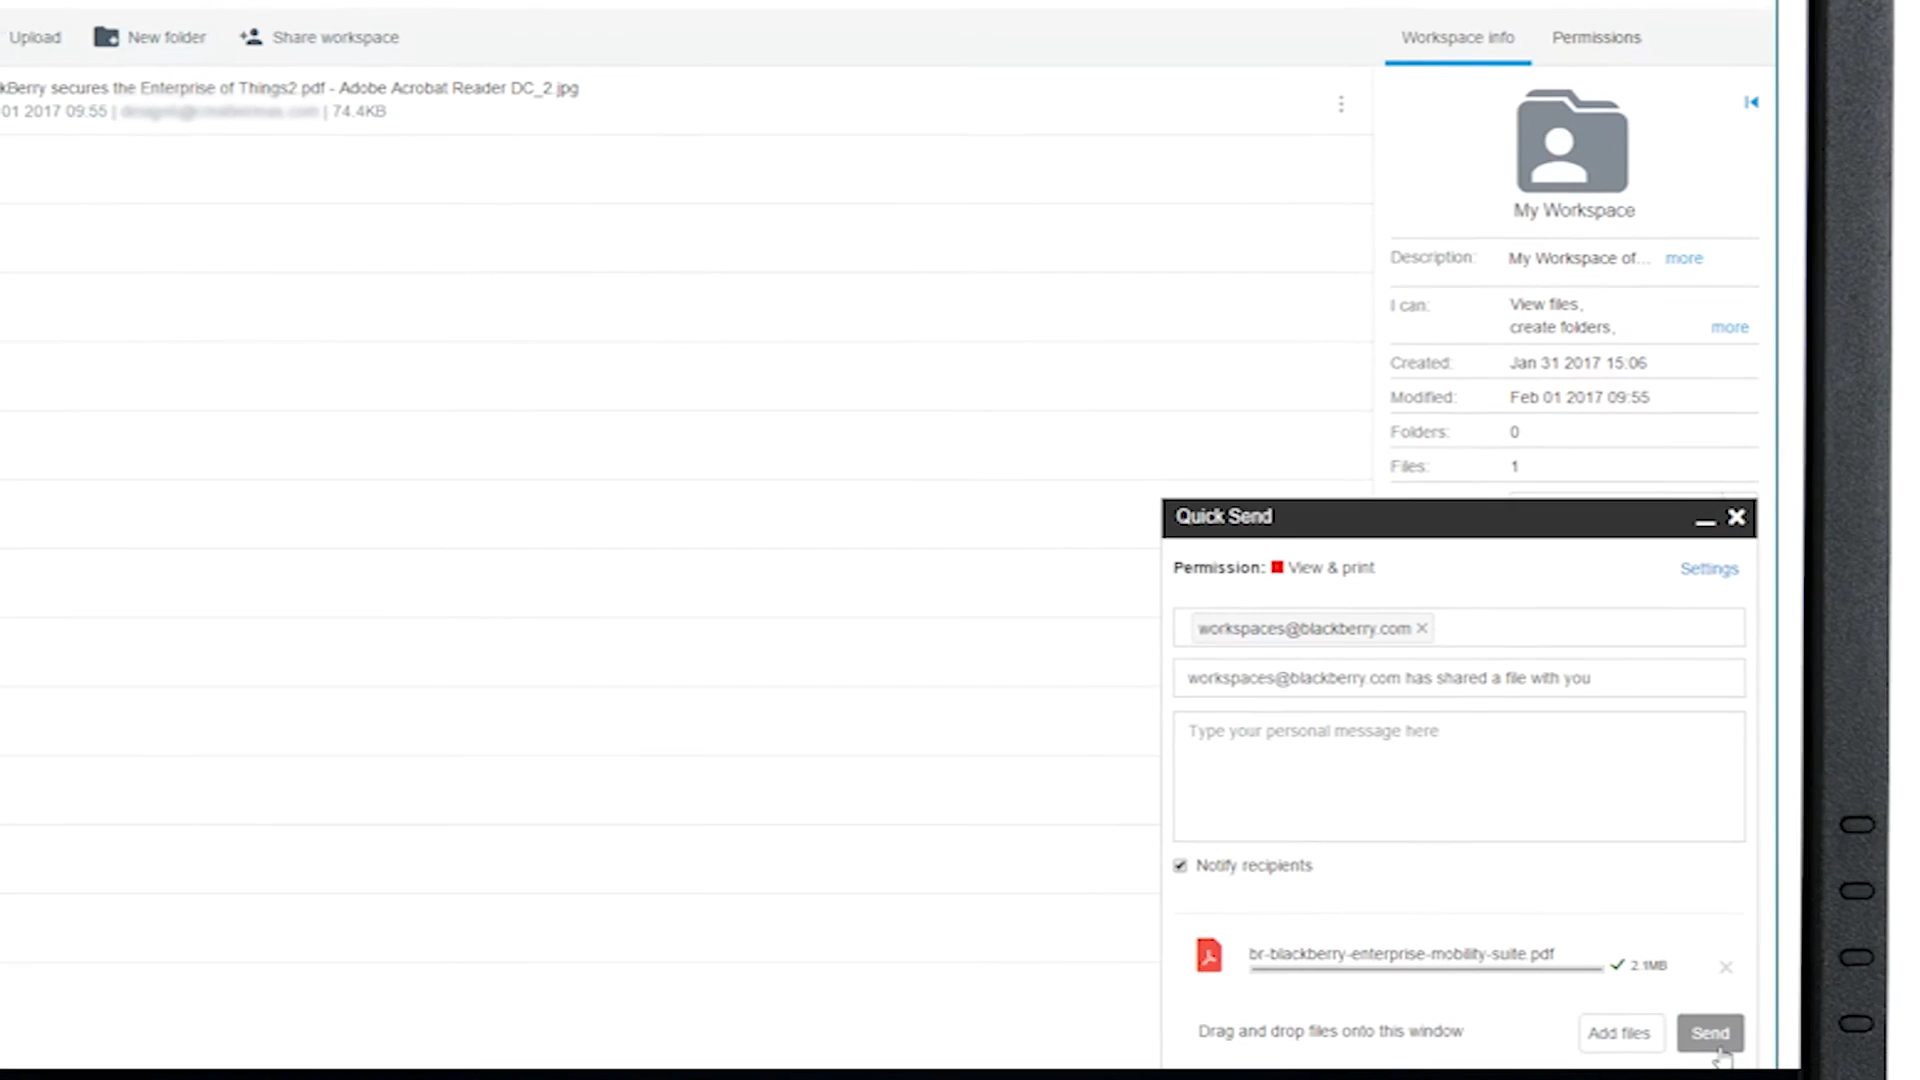 Upload New folder Share workspace Workspace info Permissions
kBerry secures the Enterprise of Things2.pdf - Adobe Acrobat Reader DC_2.jpg
01 2017 09:55 | | 74.4KB
My Workspace
Description: My Workspace of... more
I can: View files,
create folders, more
Created: Jan 31 2017 15:06
Modified: Feb 01 2017 09:55
Folders: 0
Files: 1
Quick Send
Permission: View & print Settings
workspaces@blackberry.com ×
workspaces@blackberry.com has shared a file with you
Type your personal message here
Notify recipients
br-blackberry-enterprise-mobility-suite.pdf 2.1MB
Drag and drop files onto this window Add files Send